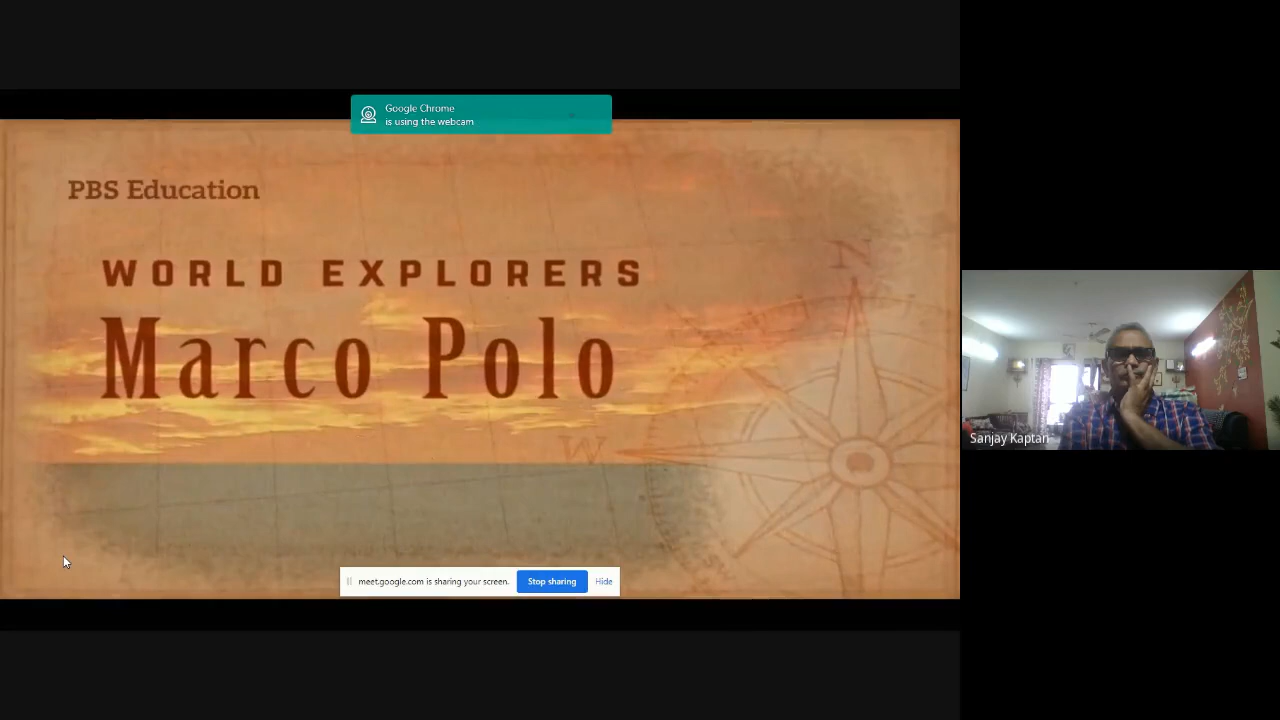 Google Chrome
is using the webcam
PBS Education
WORLD EXPLORERS
Marco Polo
N
W
meet.google.com is sharing your screen.
Stop sharing
Hide
Sanjay Kaptan